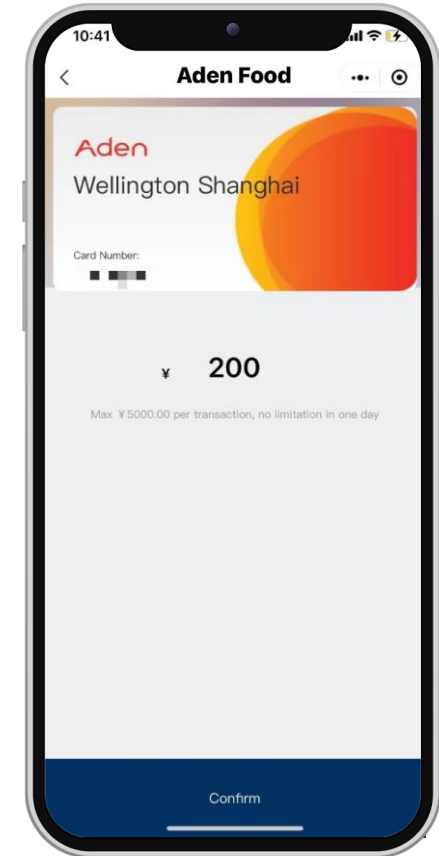 10:41
Aden Food
Aden
Wellington Shanghai
Card Number:
¥ 200
Max ¥5000.00 per transaction, no limitation in one day
Confirm